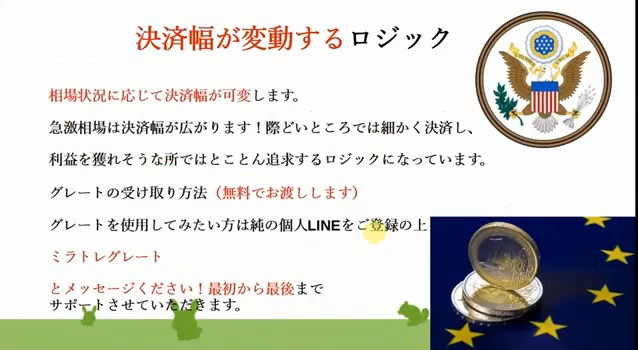 決済幅が変動するロジック
相場状況に応じて決済幅が可変します。
急激相場は決済幅が広がります！際どいところでは細かく決済し、
利益を獲れそうな所ではとことん追求するロジックになっています。
グレートの受け取り方法（無料でお渡しします）
グレートを使用してみたい方は純の個人LINEをご登録の上
ミラトレグレート
とメッセージください！最初から最後まで
サポートさせていただきます。